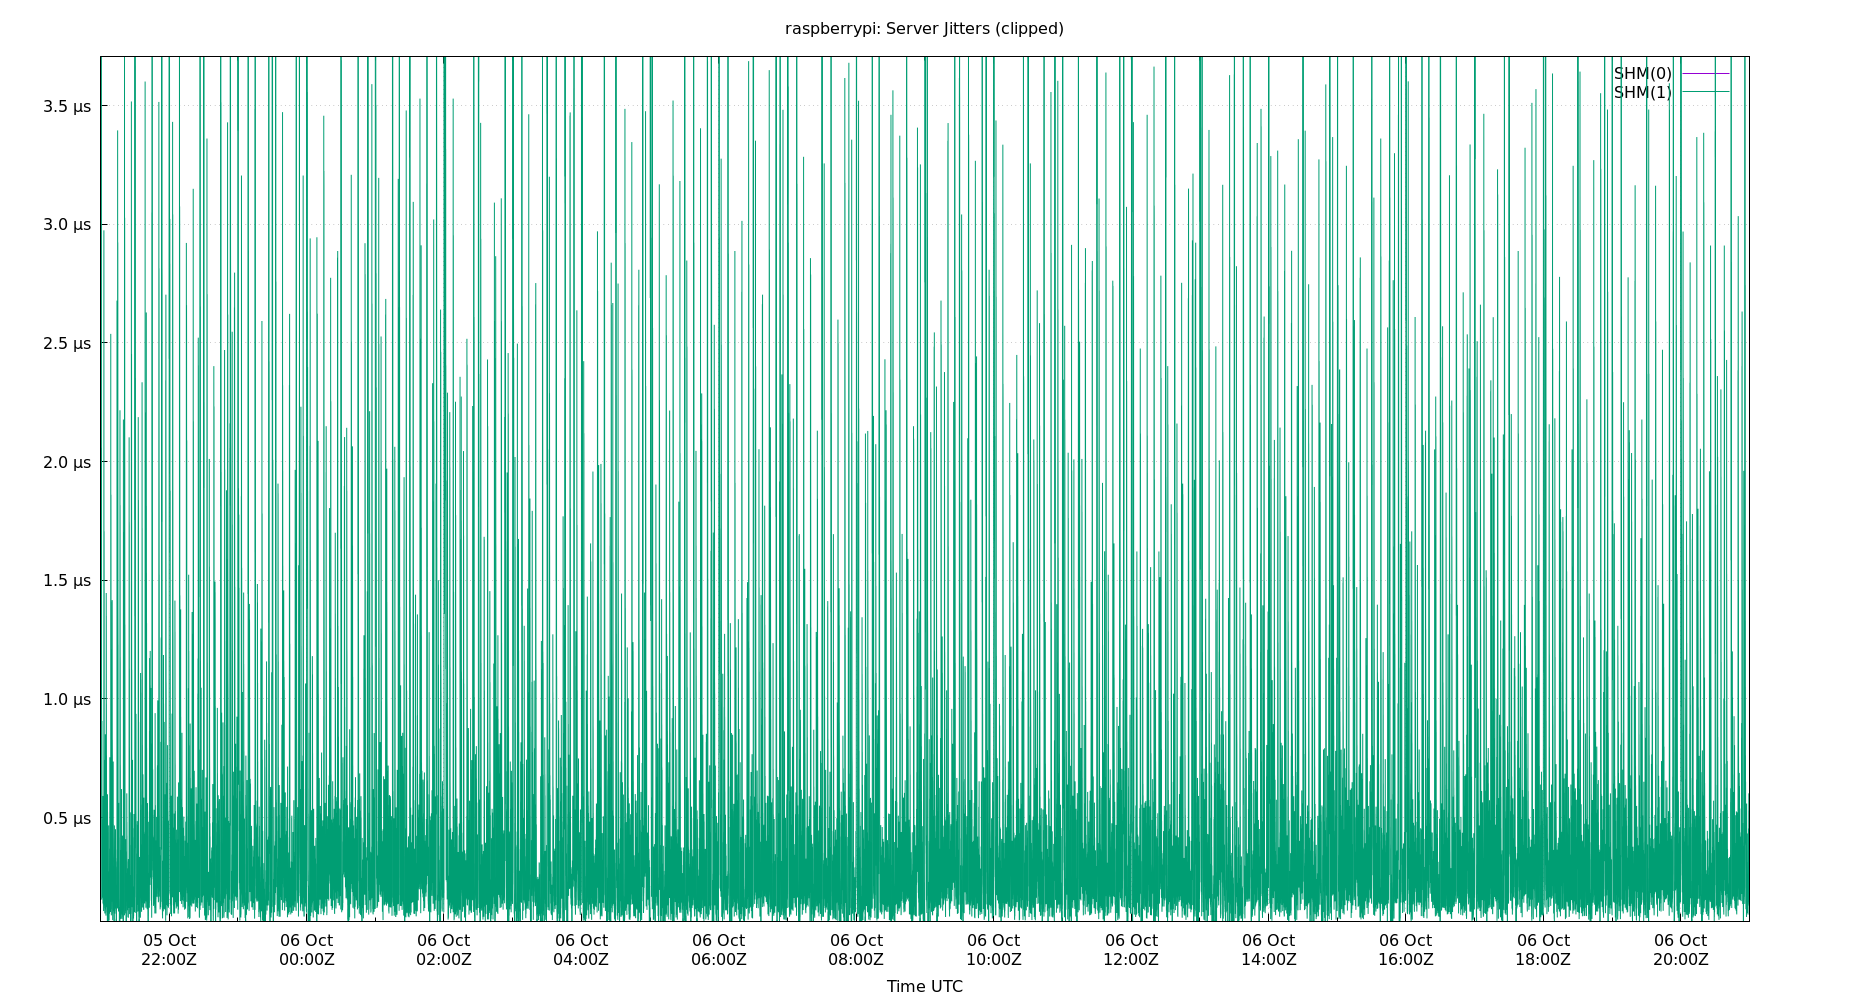 raspberrypi: Server Jitters (clipped)
SHM(0)
SHM(1)
3.5 µs
3.0 µs
2.5 µs
2.0 µs
1.5 µs
1.0 µs
0.5 µs
05 Oct 06 Oct 06 Oct 06 Oct 06 Oct 06 Oct 06 Oct 06 Oct 06 Oct 06 Oct 06 Oct 06 Oct
22:00Z 00:00Z 02:00Z 04:00Z 06:00Z 08:00Z 10:00Z 12:00Z 14:00Z 16:00Z 18:00Z 20:00Z
Time UTC